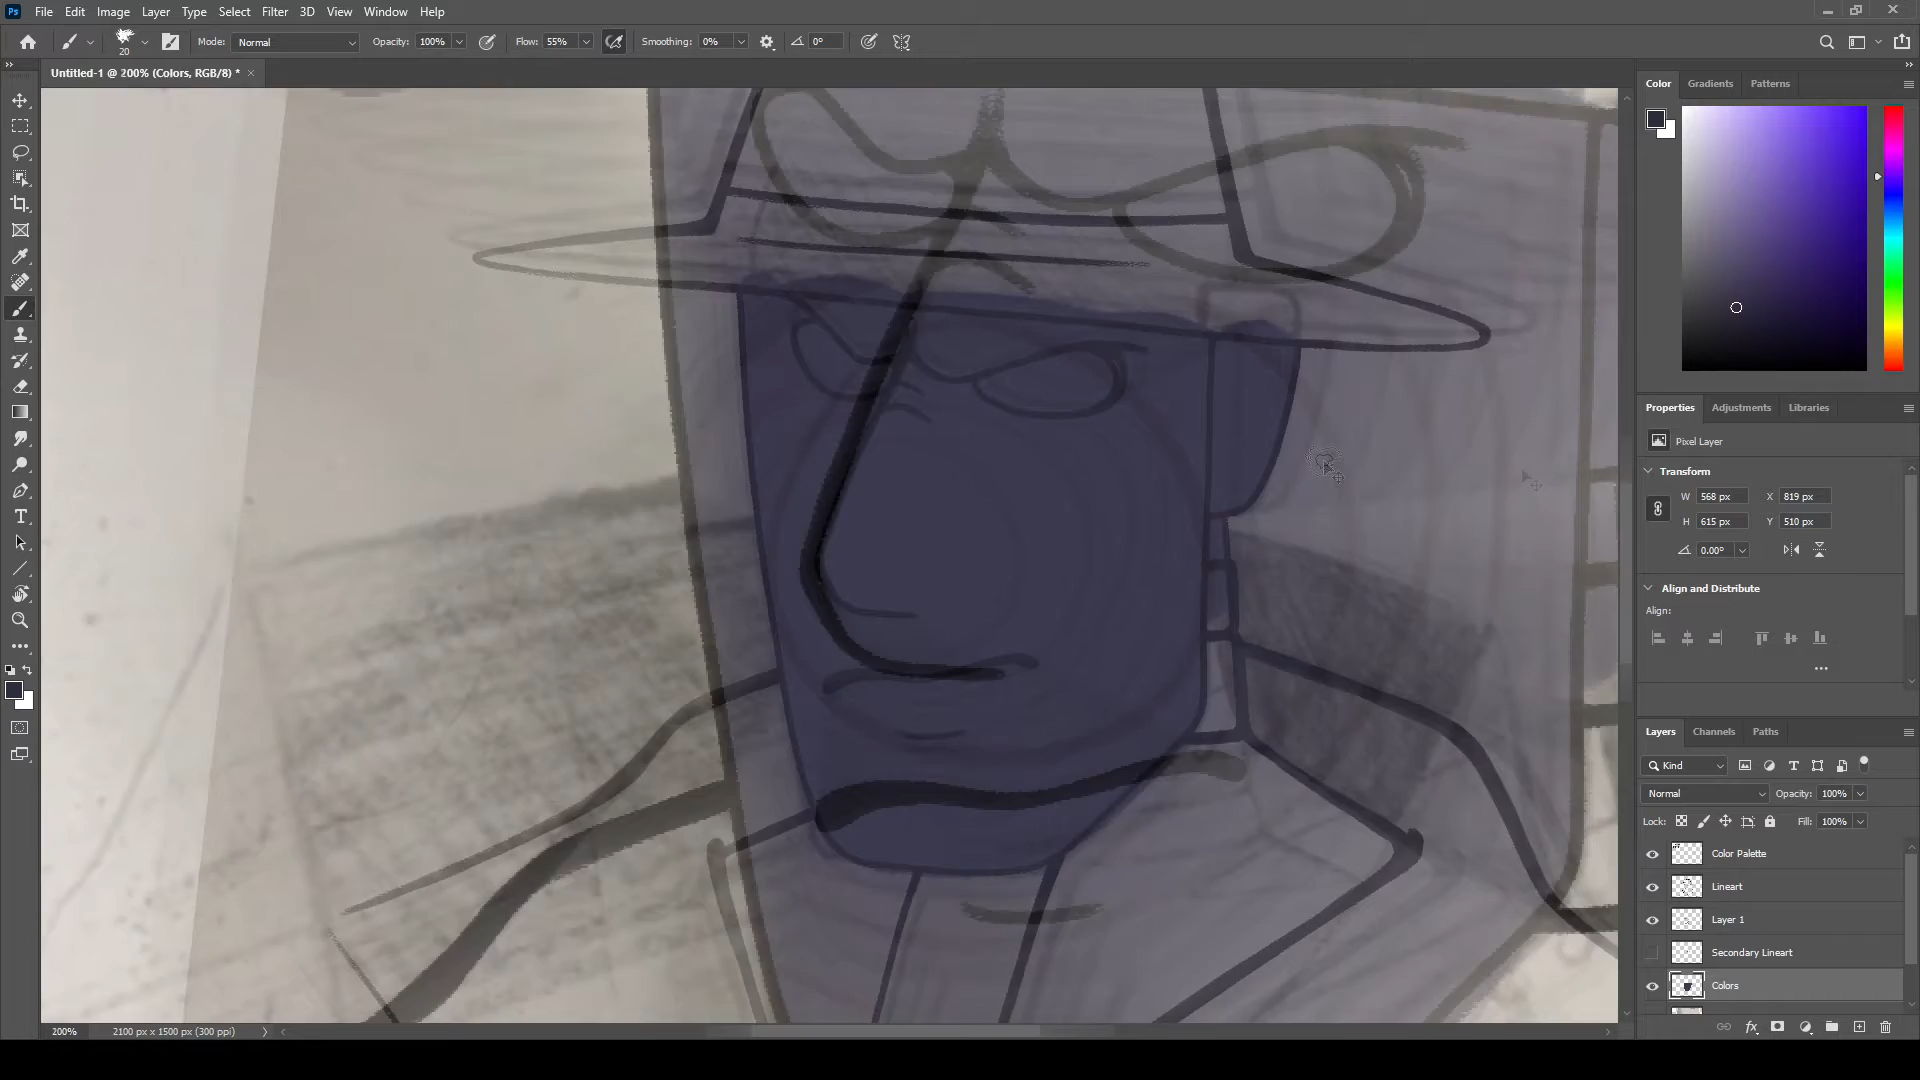 Ps File Edit Image Layer Type Select Filter 3D View Window Help
20 Mode: Normal Opacity: 100% Flow: 55% Smoothing: 0% 0°
Untitled-1 @ 200% (Colors, RGB/8) * ×
Color Gradients Patterns
Properties Adjustments Libraries
Pixel Layer
Transform
W 568 px X 819 px
H 615 px Y 510 px
0.00°
Align and Distribute
Align:
Layers Channels Paths
Kind
Normal Opacity: 100%
Lock: Fill: 100%
Color Palette
Lineart
Layer 1
Secondary Lineart
Colors
200% 2100 px x 1500 px (300 ppi)